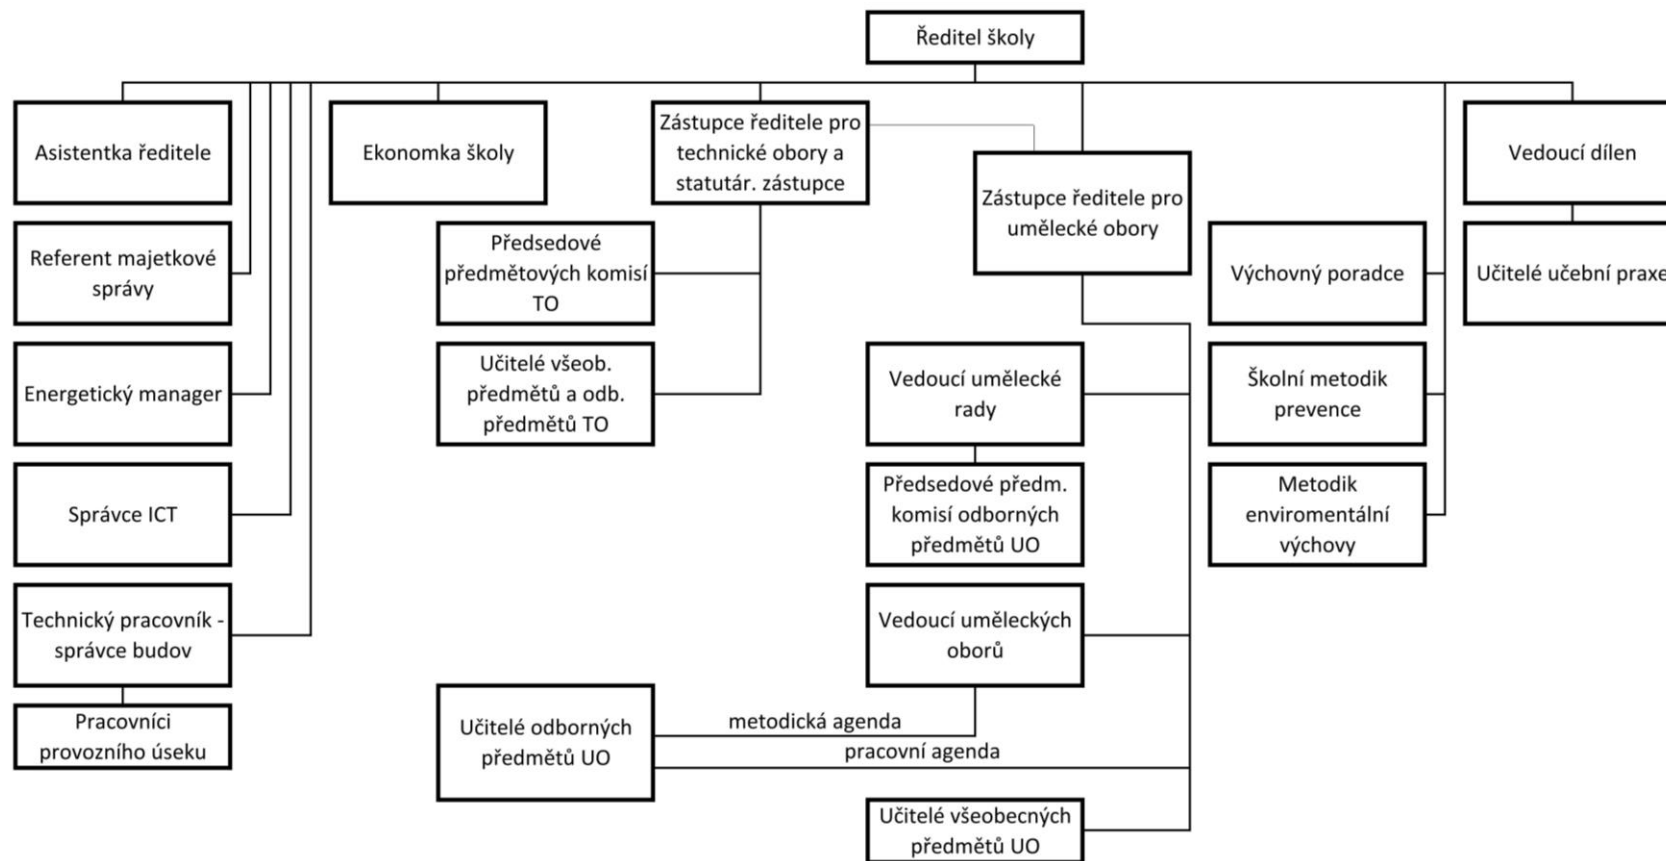 Ředitel školy
Asistentka ředitele
Ekonomka školy
Zástupce ředitele pro
technické obory a
statutár. zástupce
Zástupce ředitele pro
umělecké obory
Vedoucí dílen
Referent majetkové
správy
Předsedové
předmětových komisí
TO
Výchovný poradce
Učitelé učební praxe
Energetický manager
Učitelé všeob.
předmětů a odb.
předmětů TO
Vedoucí umělecké
rady
Školní metodik
prevence
Správce ICT
Předsedové předm.
komisí odborných
předmětů UO
Metodik
enviromentální
výchovy
Technický pracovník -
správce budov
Vedoucí uměleckých
oborů
Pracovníci
provozního úseku
Učitelé odborných
předmětů UO
metodická agenda
pracovní agenda
Učitelé všeobecných
předmětů UO